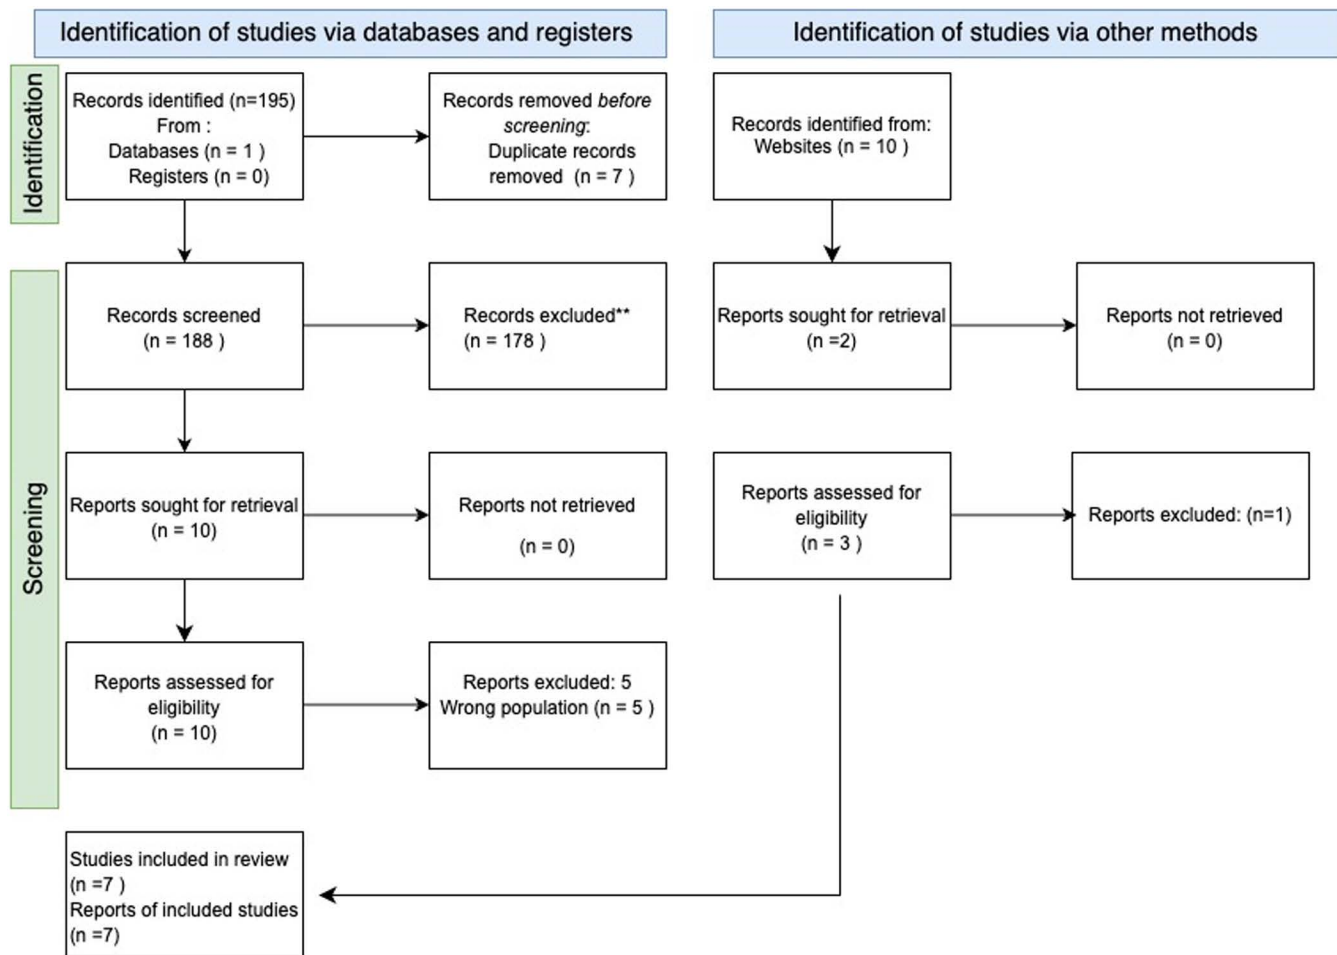 Identification of studies via databases and registers
Identification of studies via other methods
Identification
Records identified (n=195)
From :
Databases (n = 1 )
Registers (n = 0)
Records removed before
screening:
Duplicate records
removed (n = 7 )
Records identified from:
Websites (n = 10 )
Screening
Records screened
(n = 188 )
Records excluded**
(n = 178 )
Reports sought for retrieval
(n =2)
Reports not retrieved
(n = 0)
Reports sought for retrieval
(n = 10)
Reports not retrieved
(n = 0)
Reports assessed for
eligibility
(n = 3 )
Reports excluded: (n=1)
Reports assessed for
eligibility
(n = 10)
Reports excluded: 5
Wrong population (n = 5 )
Studies included in review
(n =7 )
Reports of included studies
(n =7)